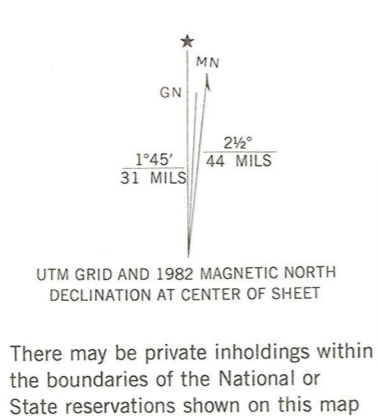 MN
GN
2½°
44 MILS
1°45′
31 MILS
UTM GRID AND 1982 MAGNETIC NORTH
DECLINATION AT CENTER OF SHEET
There may be private inholdings within
the boundaries of the National or
State reservations shown on this map